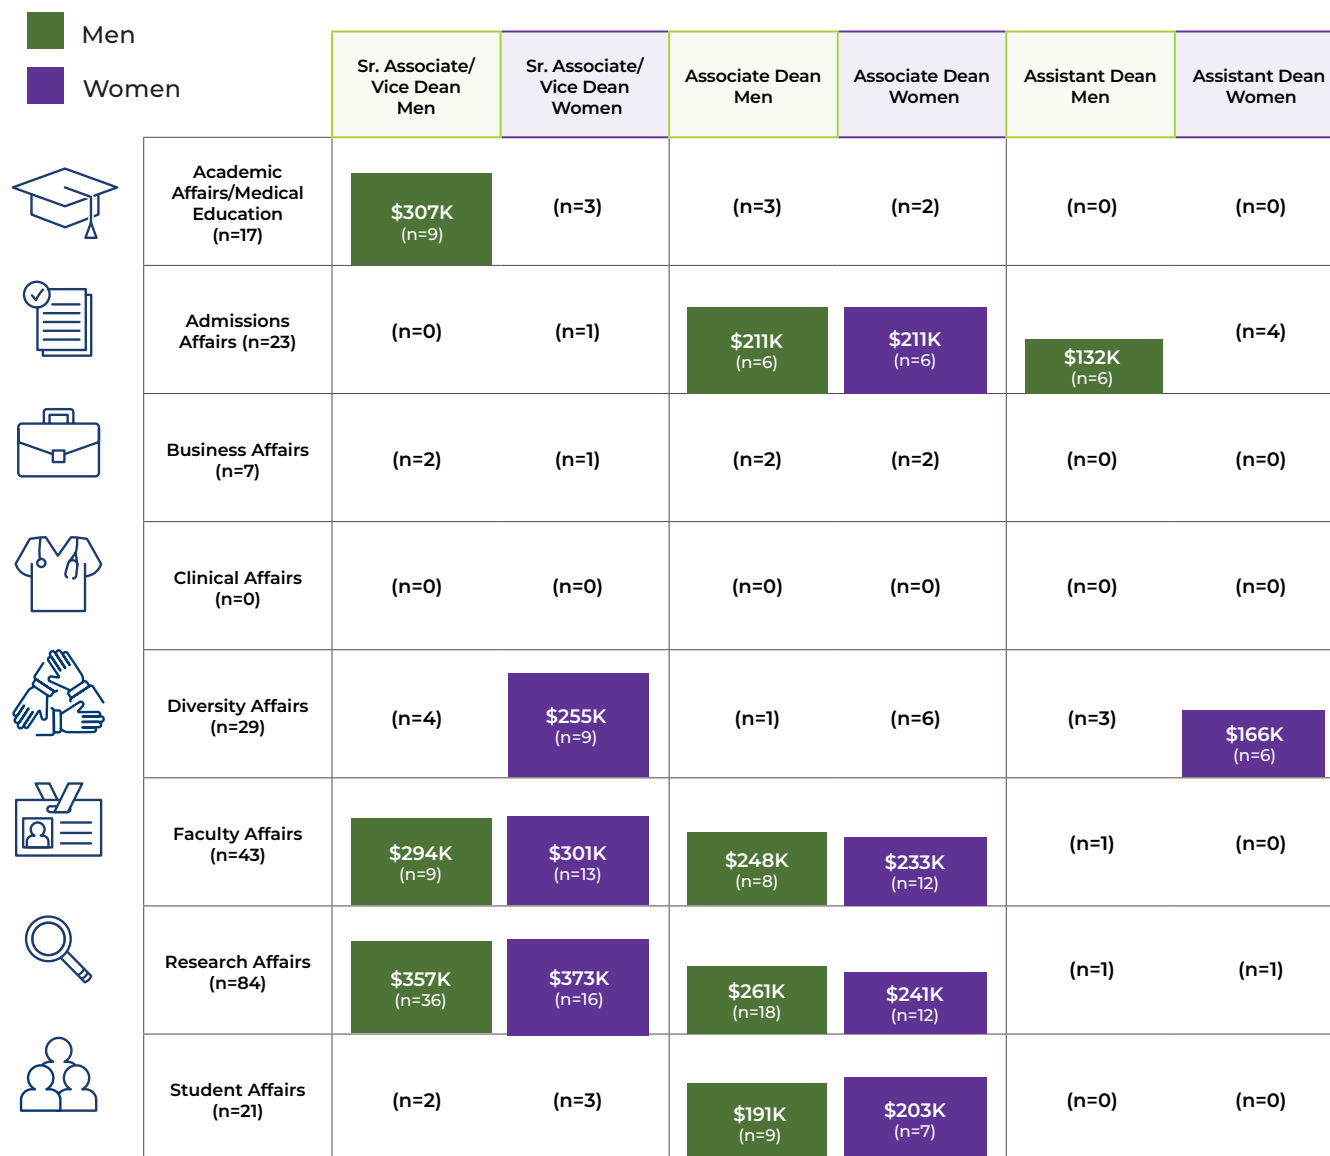 Men
Women
Sr. Associate/
Vice Dean
Men
Sr. Associate/
Vice Dean
Women
Associate Dean
Men
Associate Dean
Women
Assistant Dean
Men
Assistant Dean
Women
Academic
Affairs/Medical
Education
(n=17)
$307K
(n=9)
(n=3)
(n=3)
(n=2)
(n=0)
(n=0)
Admissions
Affairs (n=23)
(n=0)
(n=1)
$211K
(n=6)
$211K
(n=6)
$132K
(n=6)
(n=4)
Business Affairs
(n=7)
(n=2)
(n=1)
(n=2)
(n=2)
(n=0)
(n=0)
Clinical Affairs
(n=0)
(n=0)
(n=0)
(n=0)
(n=0)
(n=0)
(n=0)
Diversity Affairs
(n=29)
(n=4)
$255K
(n=9)
(n=1)
(n=6)
(n=3)
$166K
(n=6)
Faculty Affairs
(n=43)
$294K
(n=9)
$301K
(n=13)
$248K
(n=8)
$233K
(n=12)
(n=1)
(n=0)
Research Affairs
(n=84)
$357K
(n=36)
$373K
(n=16)
$261K
(n=18)
$241K
(n=12)
(n=1)
(n=1)
Student Affairs
(n=21)
(n=2)
(n=3)
$191K
(n=9)
$203K
(n=7)
(n=0)
(n=0)